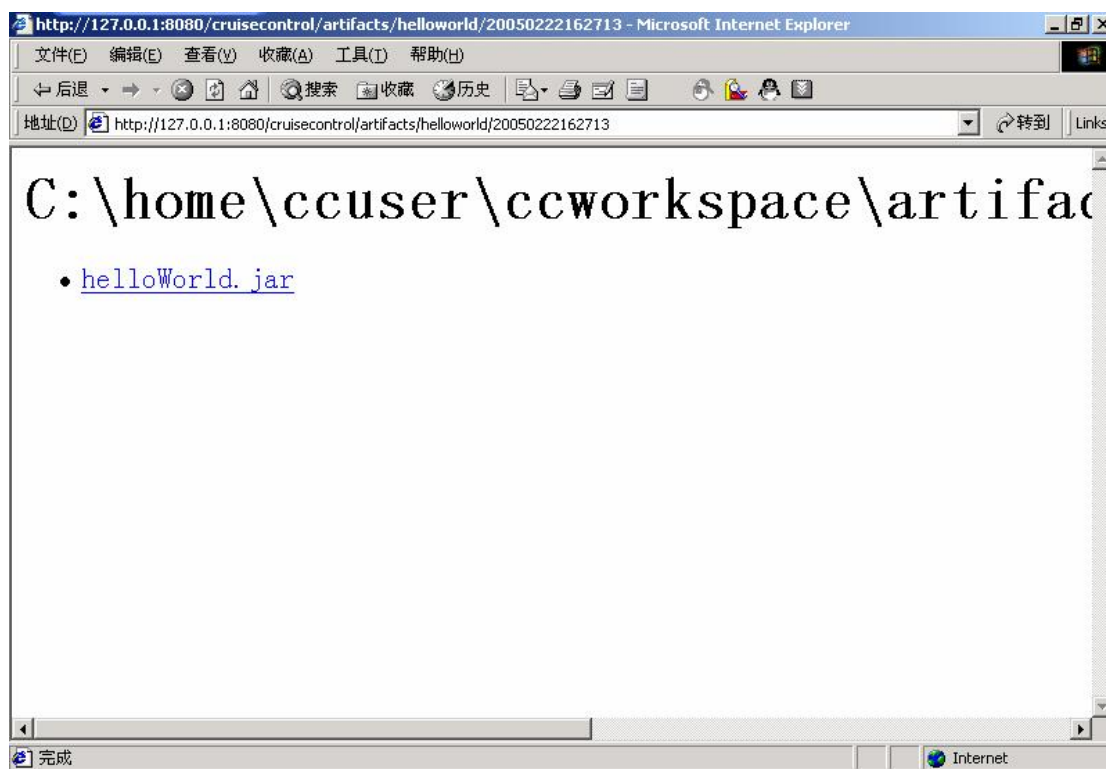 http://127.0.0.1:8080/cruisecontrol/artifacts/helloworld/20050222162713 - Microsoft Internet Explorer
文件(F) 编辑(E) 查看(V) 收藏(A) 工具(T) 帮助(H)
后退 搜索 收藏 历史
地址(D) http://127.0.0.1:8080/cruisecontrol/artifacts/helloworld/20050222162713 转到 Links
C:\home\ccuser\ccworkspace\artifac
helloWorld.jar
完成 Internet